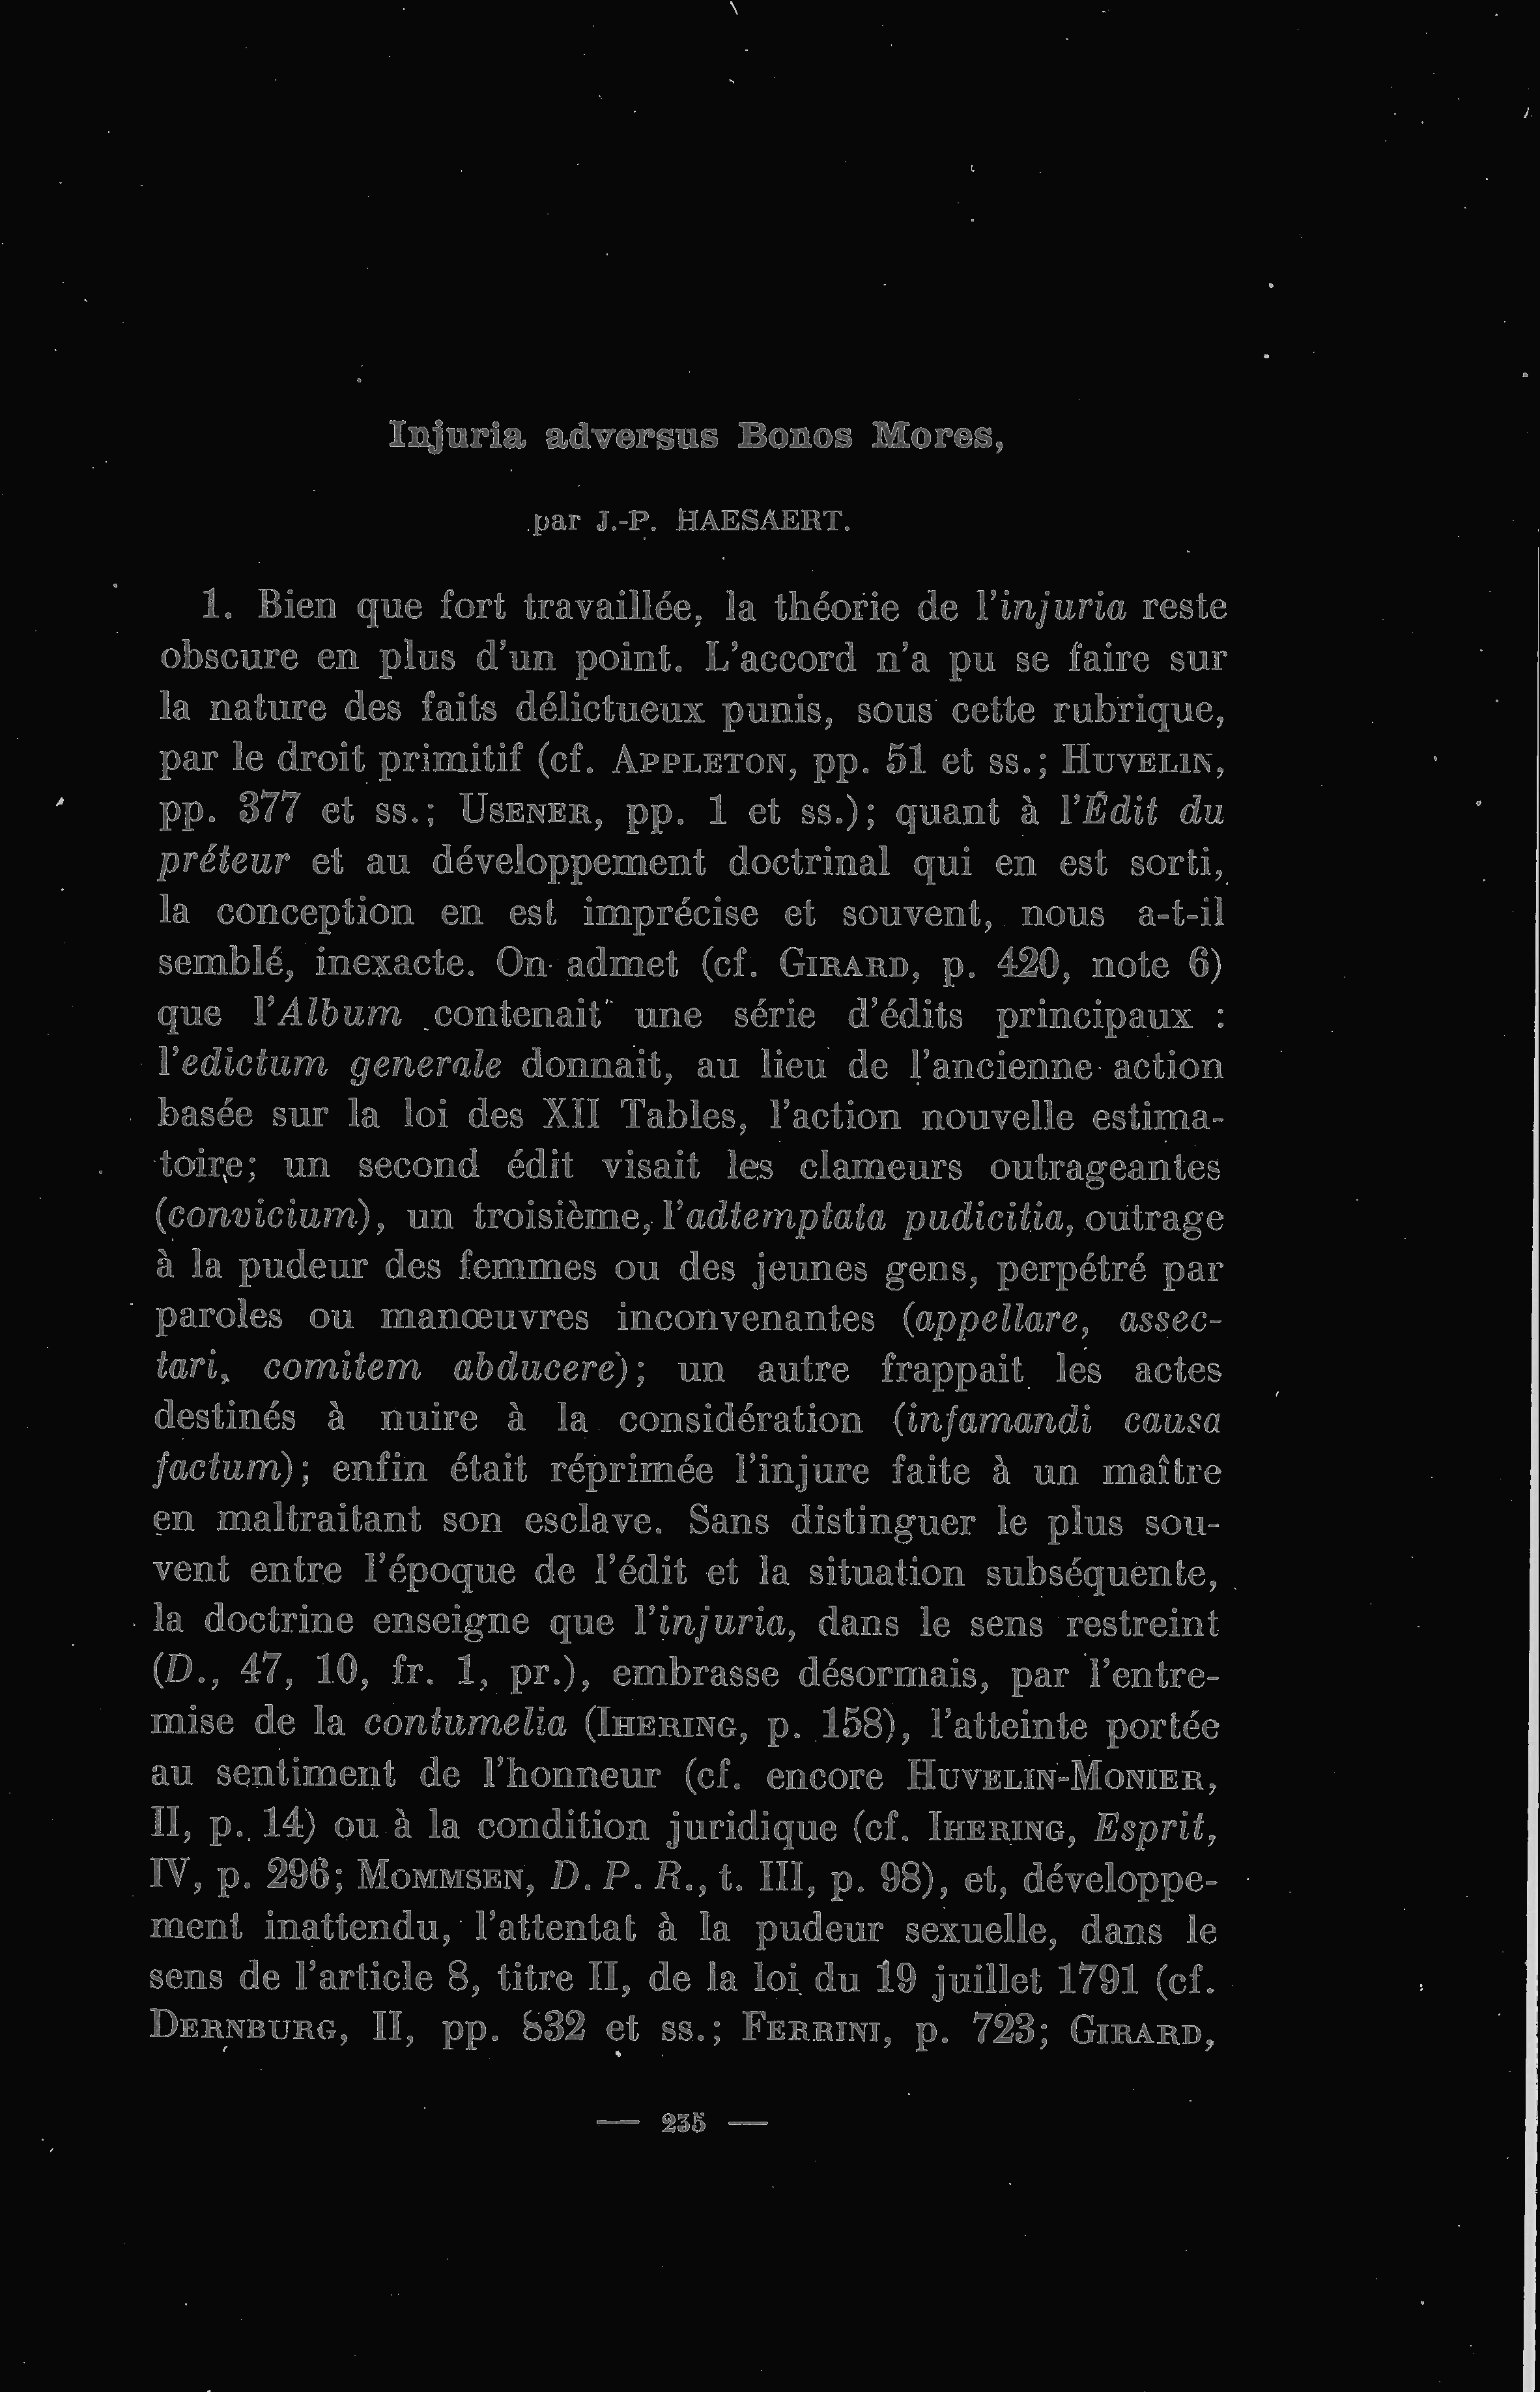 Injuria adversus Bonos Mores,
par J.-P. HAESAERT.
1. Bien que fort travaillée, la théorie de l'injuria reste
obscure en plus d'un point. L'accord n'a pu se faire sur
la nature des faits délictueux punis, sous cette rubrique,
par le droit primitif (cf. APPLETON, pp. 51 et ss.; HUVELIN,
pp. 377 et ss.; USENER, pp. 1 et ss.); quant à l'Édit du
préteur et au développement doctrinal qui en est sorti,
la conception en est imprécise et souvent, nous a-t-il
semblé, inexacte. On admet (cf. GIRARD, p. 420, note 6)
que l'Album contenait une série d'édits principaux :
l'edictum generale donnait, au lieu de l'ancienne action
basée sur la loi des XII Tables, l'action nouvelle estima-
toire; un second édit visait les clameurs outrageantes
(convicium), un troisième, l'adtemptata pudicitia, outrage
à la pudeur des femmes ou des jeunes gens, perpétré par
paroles ou manœuvres inconvenantes (appellare, assec-
tari, comitem abducere); un autre frappait les actes
destinés à nuire à la considération (infamandi causa
factum); enfin était réprimée l'injure faite à un maître
en maltraitant son esclave. Sans distinguer le plus sou-
vent entre l'époque de l'édit et la situation subséquente,
la doctrine enseigne que l'injuria, dans le sens restreint
(D., 47, 10, fr. 1, pr.), embrasse désormais, par l'entre-
mise de la contumelia (IHERING, p. 158), l'atteinte portée
au sentiment de l'honneur (cf. encore HUVELIN-MONIER,
II, p. 14) ou à la condition juridique (cf. IHERING, Esprit,
IV, p. 296; MOMMSEN, D. P. R., t. III, p. 98), et, développe-
ment inattendu, l'attentat à la pudeur sexuelle, dans le
sens de l'article 8, titre II, de la loi du 19 juillet 1791 (cf.
DERNBURG, II, pp. 832 et ss.; FERRINI, p. 723; GIRARD,
— 235 —